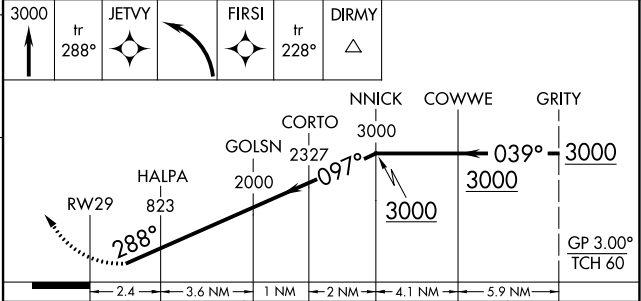 3000 tr 288° JETVY FIRSI tr 228° DIRMY
NNICK COWWE GRITY
CORTO 3000
GOLSN 2327 097° 039° 3000
HALPA 2000 3000
RW29 823 3000
288°
GP 3.00°
TCH 60
2.4 3.6 NM 1 NM 2 NM 4.1 NM 5.9 NM